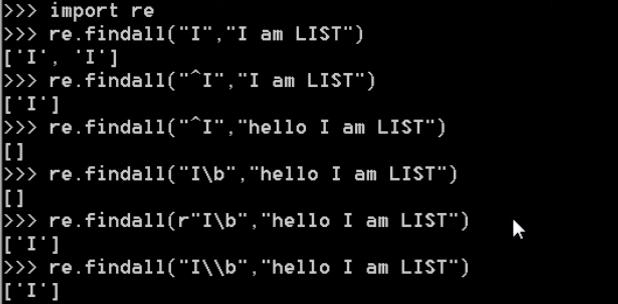 >>> import re
>>> re.findall("I","I am LIST")
['I', 'I']
>>> re.findall("^I","I am LIST")
['I']
>>> re.findall("^I","hello I am LIST")
[]
>>> re.findall("I\b","hello I am LIST")
[]
>>> re.findall(r"I\b","hello I am LIST")
['I']
>>> re.findall("I\\b","hello I am LIST")
['I']